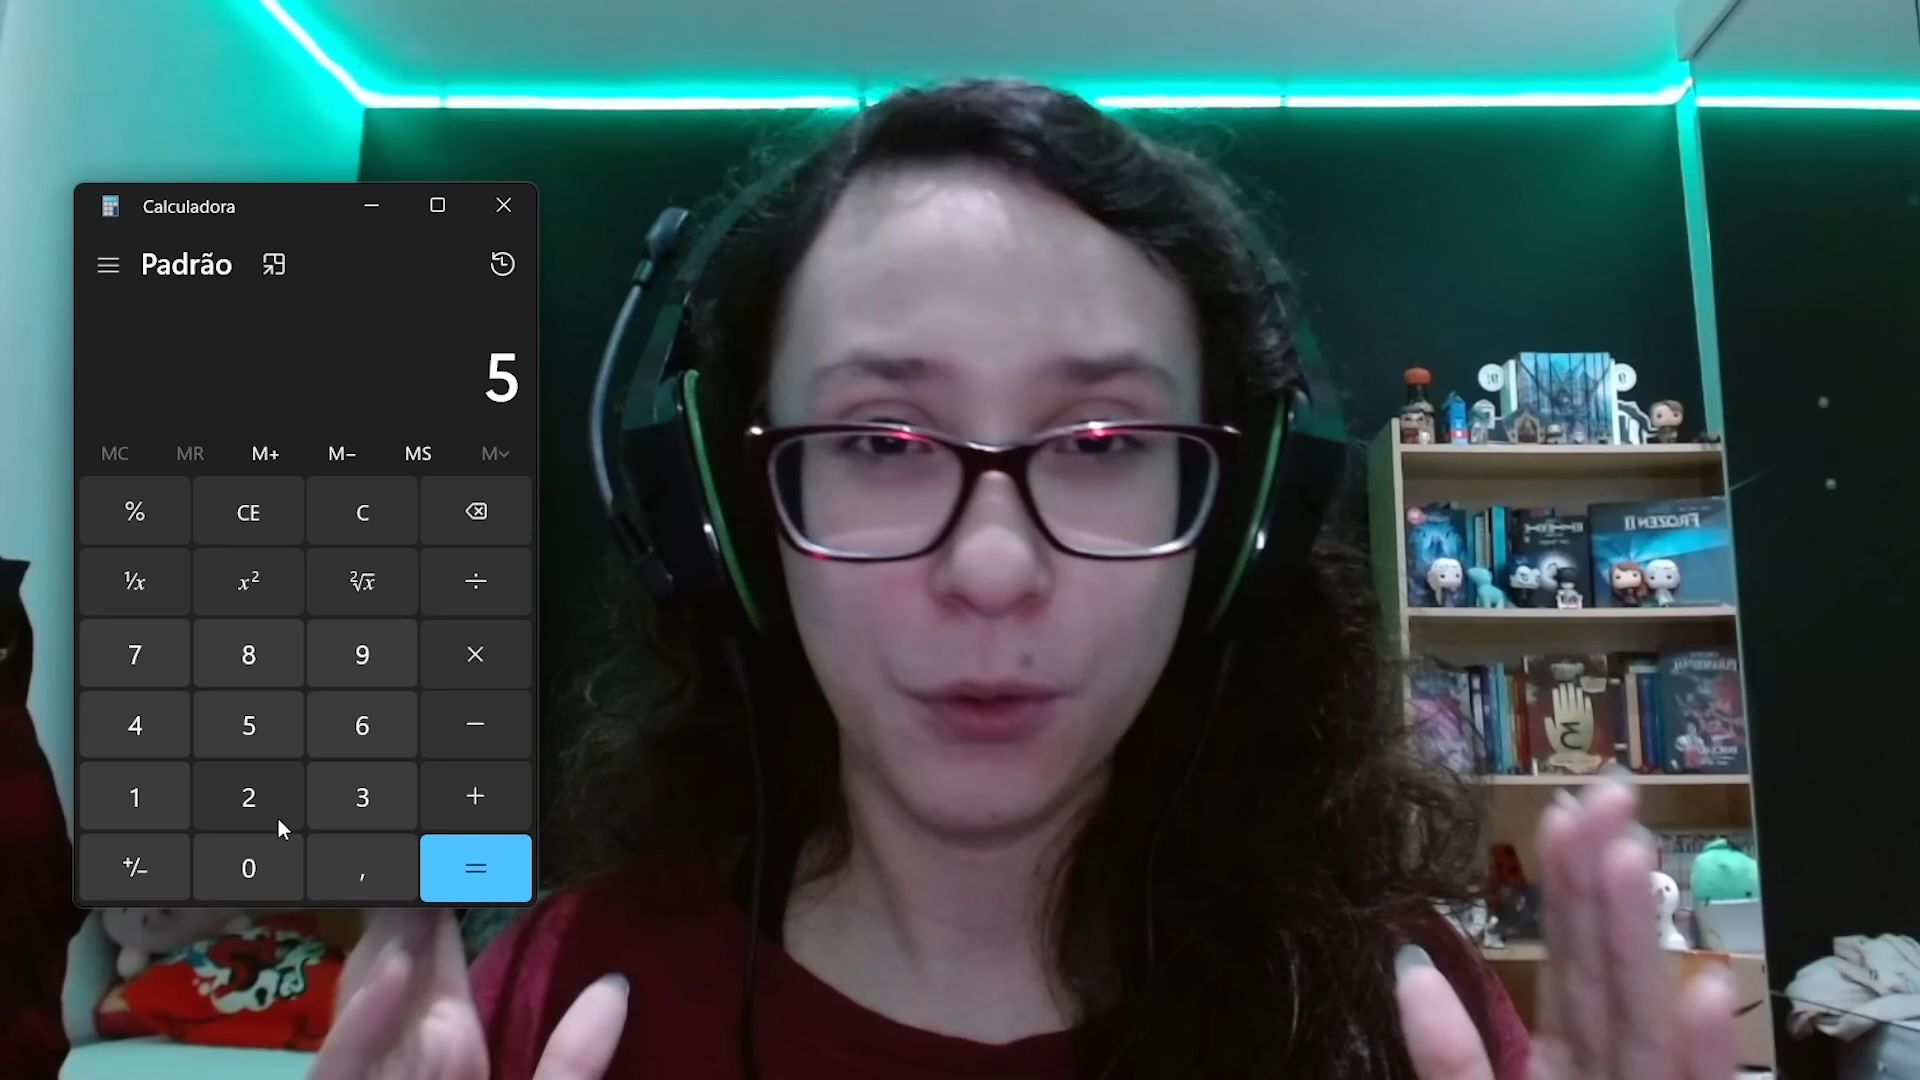 Calculadora
Padrão
5
MC MR M+ M− MS M
% CE C
¹/x x² ²√x ÷
7 8 9 ×
4 5 6 −
1 2 3 +
+/− 0 , =
FROZEN II